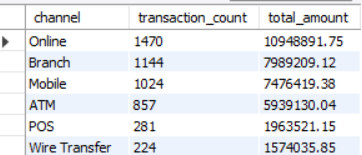 channel transaction_count total_amount
Online 1470 10948891.75
Branch 1144 7989209.12
Mobile 1024 7476419.38
ATM 857 5939130.04
POS 281 1963521.15
Wire Transfer 224 1574035.85